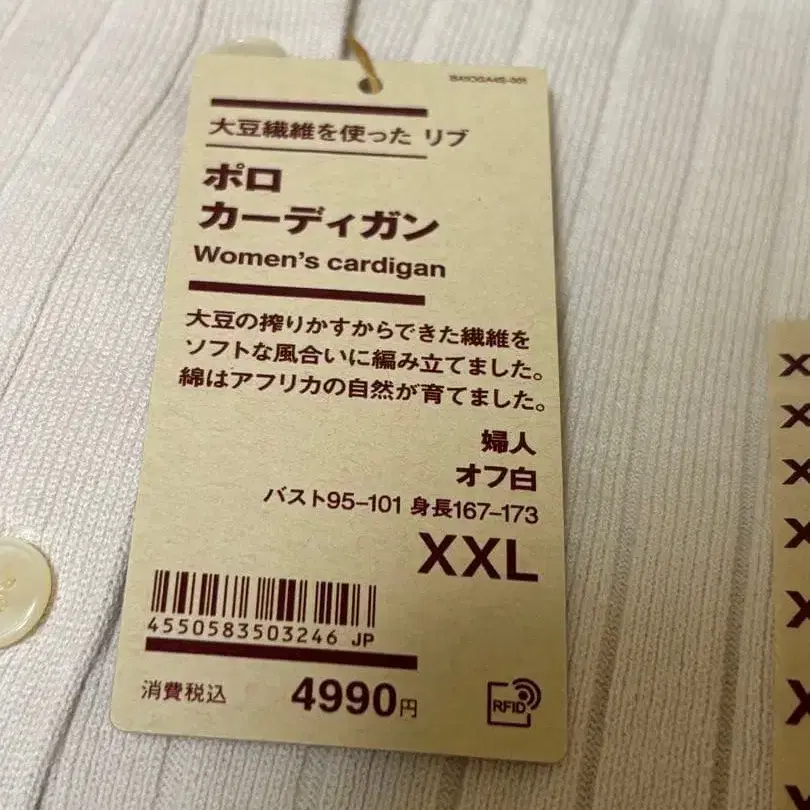 大豆繊維を使った リブ
ポロ
カーディガン
Women's cardigan
大豆の搾りかすからできた繊維を
ソフトな風合いに編み立てました。
綿はアフリカの自然が育てました。
婦人
オフ白
バスト95-101 身長167-173
XXL
4550583503246 JP
消費税込 4990円
RFID
X
X
X
X
X
X
X